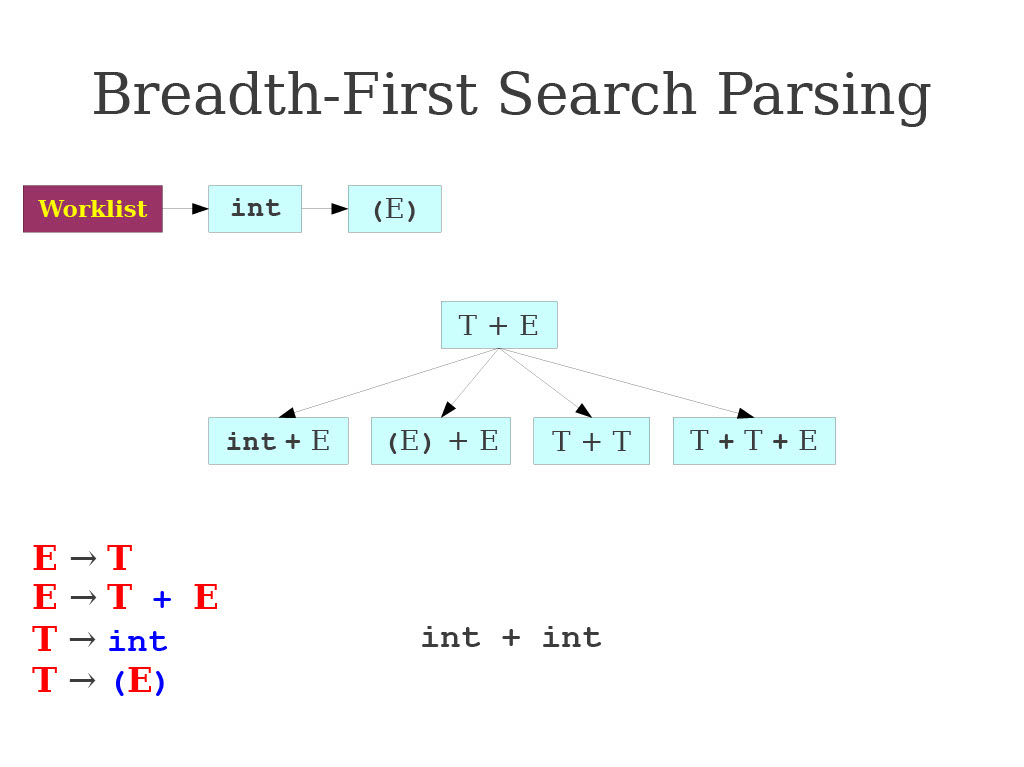 Breadth-First Search Parsing
Worklist int (E)
T + E
int + E (E) + E T + T T + T + E
E → T
E → T + E
T → int
T → (E)
int + int